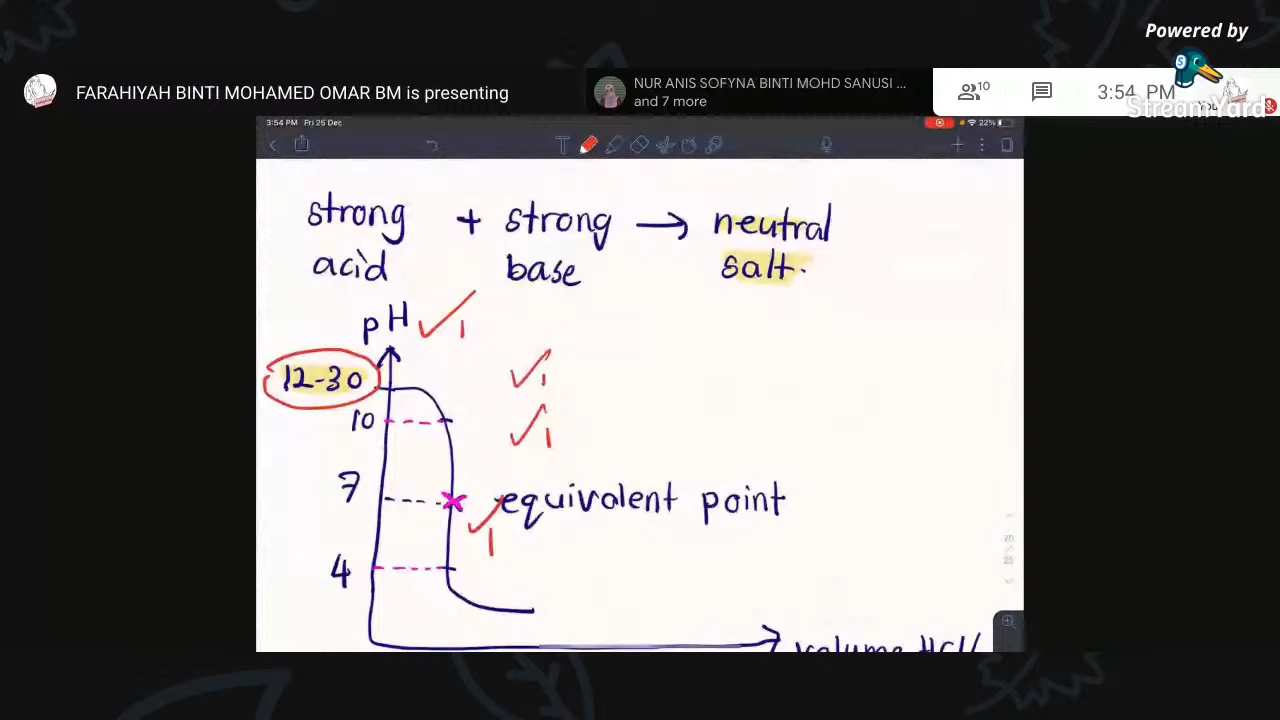 Powered by
StreamYard
FARAHIYAH BINTI MOHAMED OMAR BM is presenting
NUR ANIS SOFYNA BINTI MOHD SANUSI ...
and 7 more
10
3:54 PM
You
3:54 PM Fri 25 Dec
22%
strong + strong → neutral
acid base salt.
pH ✓1
12-30
✓1
10
✓1
7
equivalent point
✓1
4